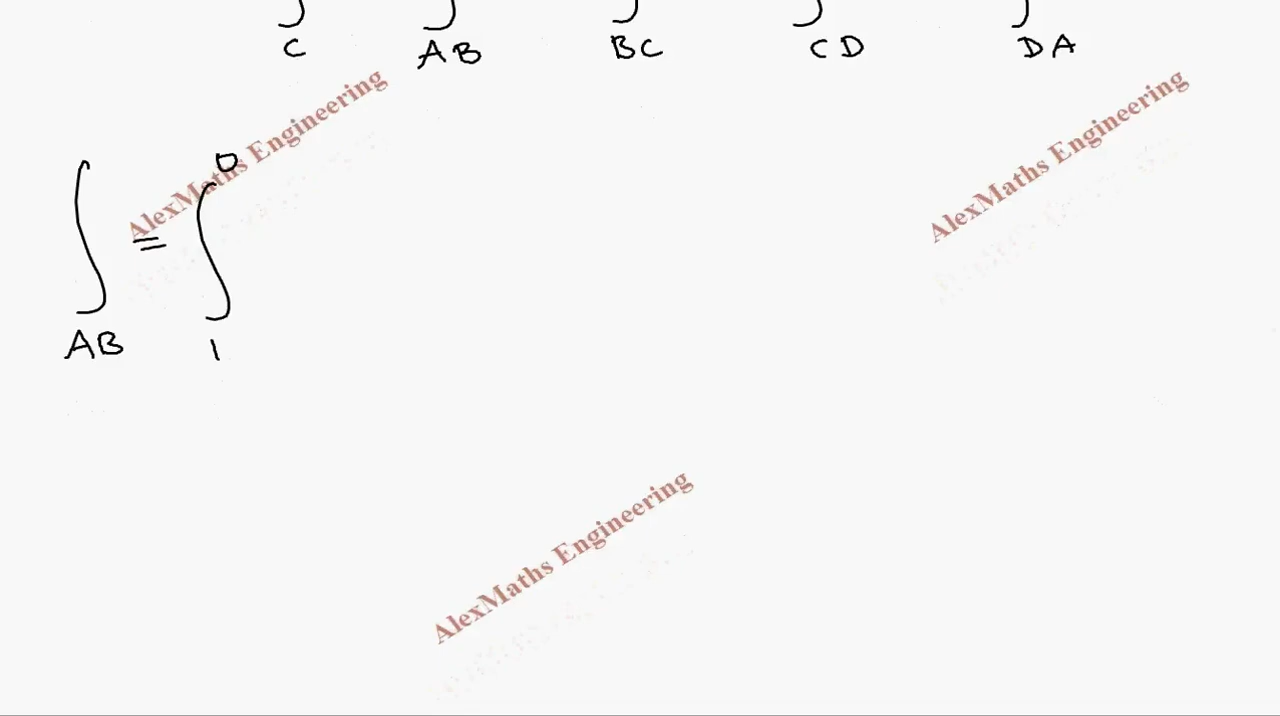 ∫ ∫ ∫ ∫ ∫
C AB BC CD DA
AlexMaths Engineering
AlexMaths Engineering
0
∫ = ∫
AB 1
AlexMaths Engineering